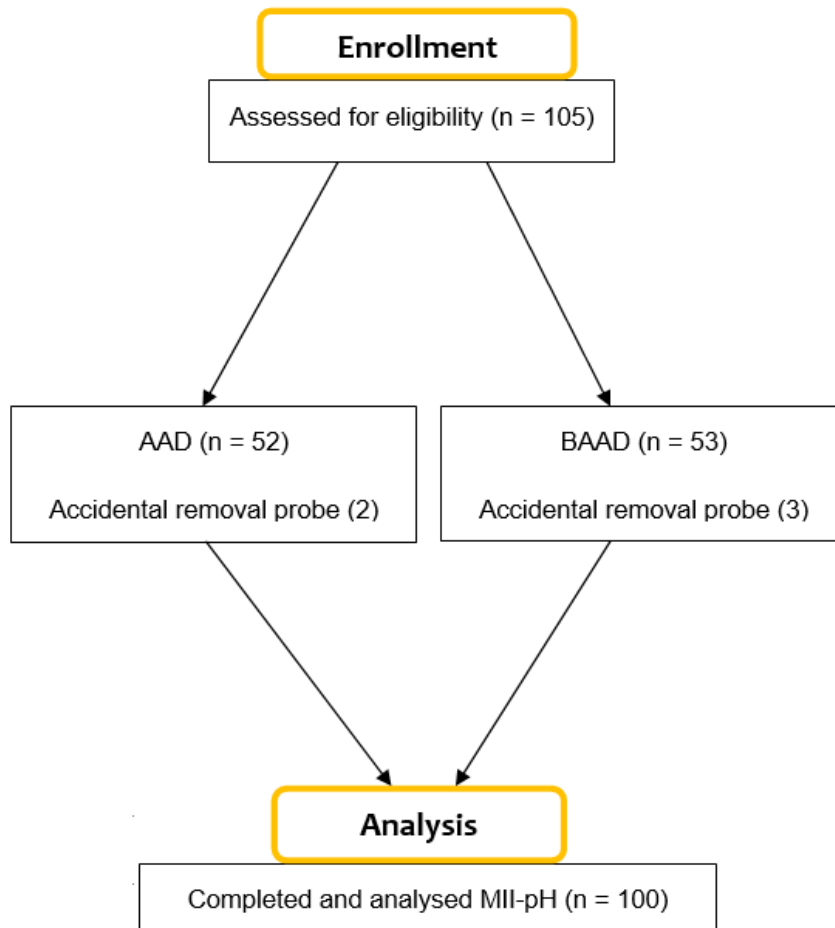 Enrollment
Assessed for eligibility (n = 105)
AAD (n = 52)
Accidental removal probe (2)
BAAD (n = 53)
Accidental removal probe (3)
Analysis
Completed and analysed MII-pH (n = 100)